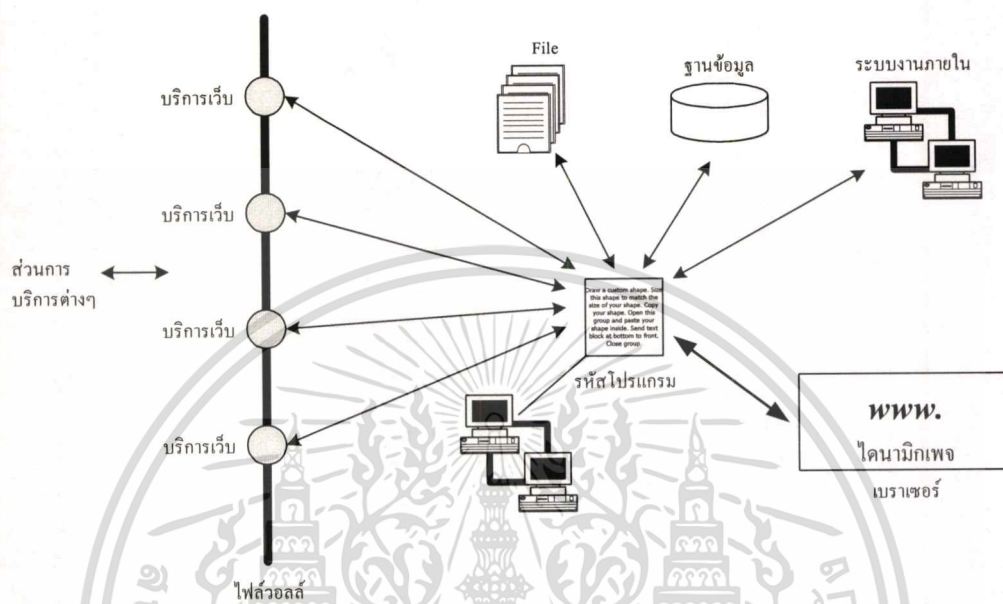 File
ฐานข้อมูล
ระบบงานภายใน
บริการเว็บ
บริการเว็บ
ส่วนการ
บริการต่างๆ
Draw a custom shape. Size
this shape to match the
size of your shape. Copy
your shape. Open this
group and paste your
shape inside. Send text
block at bottom to front.
Close group.
บริการเว็บ
รหัสโปรแกรม
www.
ไดนามิกเพจ
บริการเว็บ
เบราเซอร์
ไฟล์วอลล์